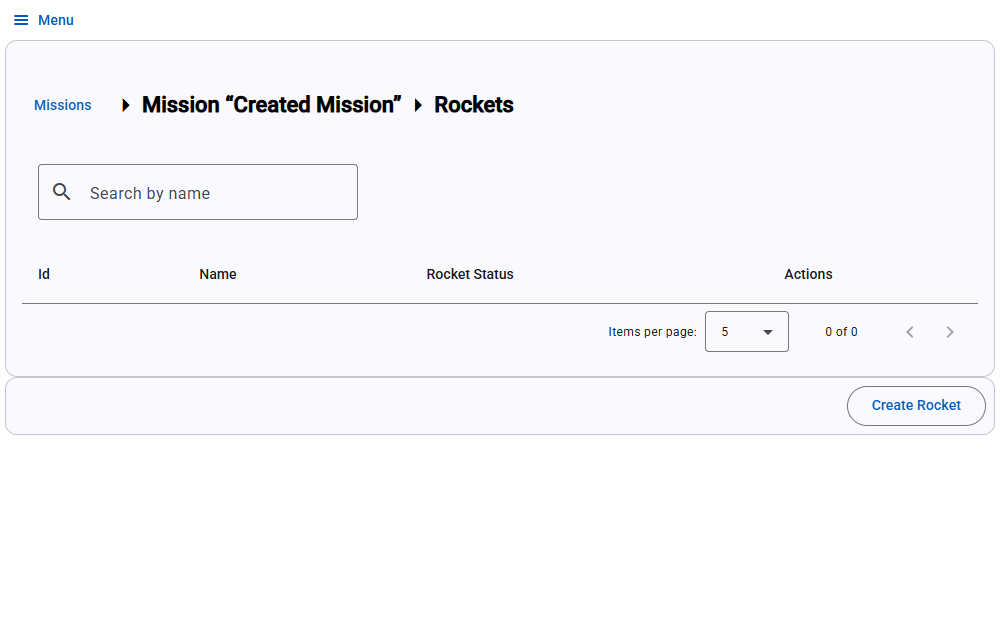 Menu
Missions Mission “Created Mission” Rockets
Search by name
Id Name Rocket Status Actions
Items per page: 5 0 of 0
Create Rocket